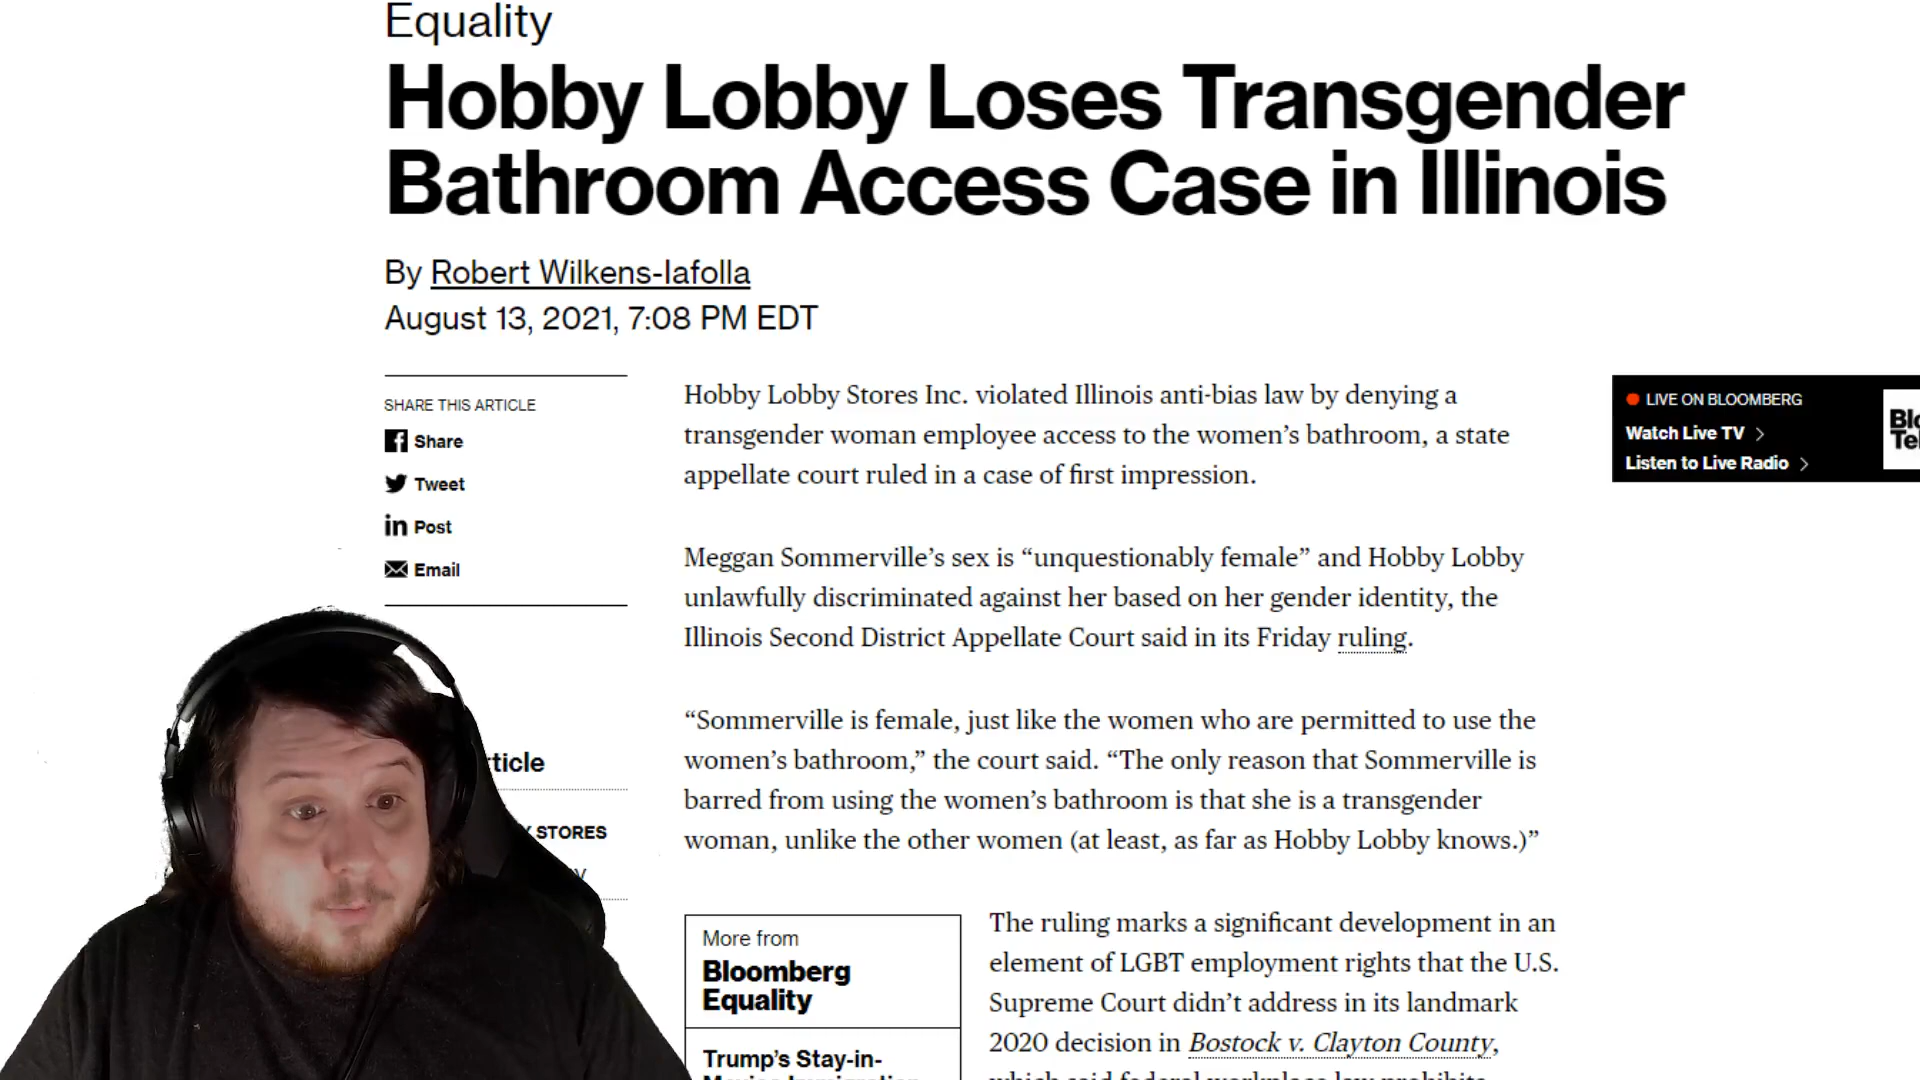 Equality
Hobby Lobby Loses Transgender
Bathroom Access Case in Illinois
By Robert Wilkens-Iafolla
August 13, 2021, 7:08 PM EDT
SHARE THIS ARTICLE
Share
Tweet
Post
Email
Hobby Lobby Stores Inc. violated Illinois anti-bias law by denying a
transgender woman employee access to the women’s bathroom, a state
appellate court ruled in a case of first impression.
Meggan Sommerville’s sex is “unquestionably female” and Hobby Lobby
unlawfully discriminated against her based on her gender identity, the
Illinois Second District Appellate Court said in its Friday ruling.
“Sommerville is female, just like the women who are permitted to use the
women’s bathroom,” the court said. “The only reason that Sommerville is
barred from using the women’s bathroom is that she is a transgender
woman, unlike the other women (at least, as far as Hobby Lobby knows.)”
LIVE ON BLOOMBERG
Watch Live TV
Listen to Live Radio
STORES
More from
Bloomberg
Equality
Trump’s Stay-in-
The ruling marks a significant development in an
element of LGBT employment rights that the U.S.
Supreme Court didn’t address in its landmark
2020 decision in Bostock v. Clayton County,